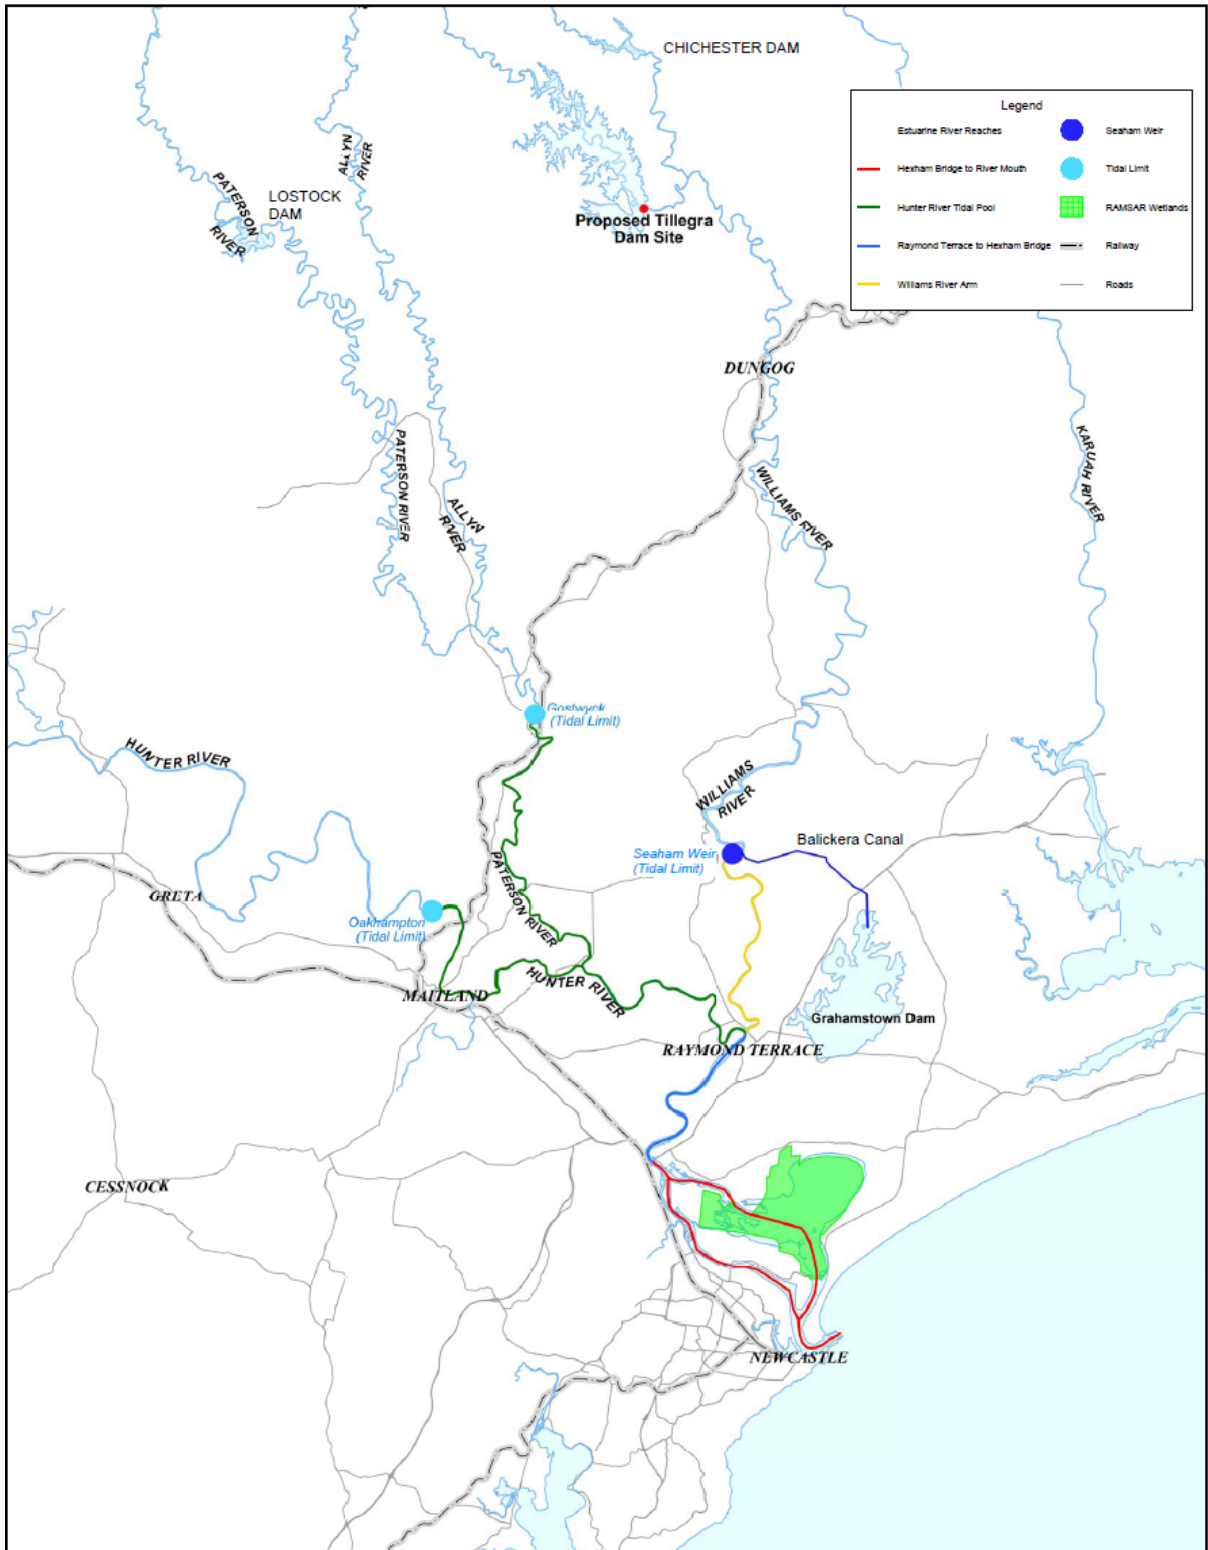 CHICHESTER DAM
Legend
Estuarine River Reaches
Seaham Weir
Hexham Bridge to River Mouth
Tidal Limit
Hunter River Tidal Pool
RAMSAR Wetlands
Raymond Terrace to Hexham Bridge
Railway
Williams River Arm
Roads
ALLYN
RIVER
PATERSON
RIVER
LOSTOCK
DAM
Proposed Tillegra
Dam Site
DUNGOG
KARUAH RIVER
PATERSON RIVER
ALLYN
RIVER
WILLIAMS RIVER
Gostwyck
(Tidal Limit)
HUNTER RIVER
WILLIAMS
RIVER
Balickera Canal
Seaham Weir
(Tidal Limit)
PATERSON RIVER
GRETA
Oakhampton
(Tidal Limit)
MAITLAND
HUNTER RIVER
Grahamstown Dam
RAYMOND TERRACE
CESSNOCK
NEWCASTLE